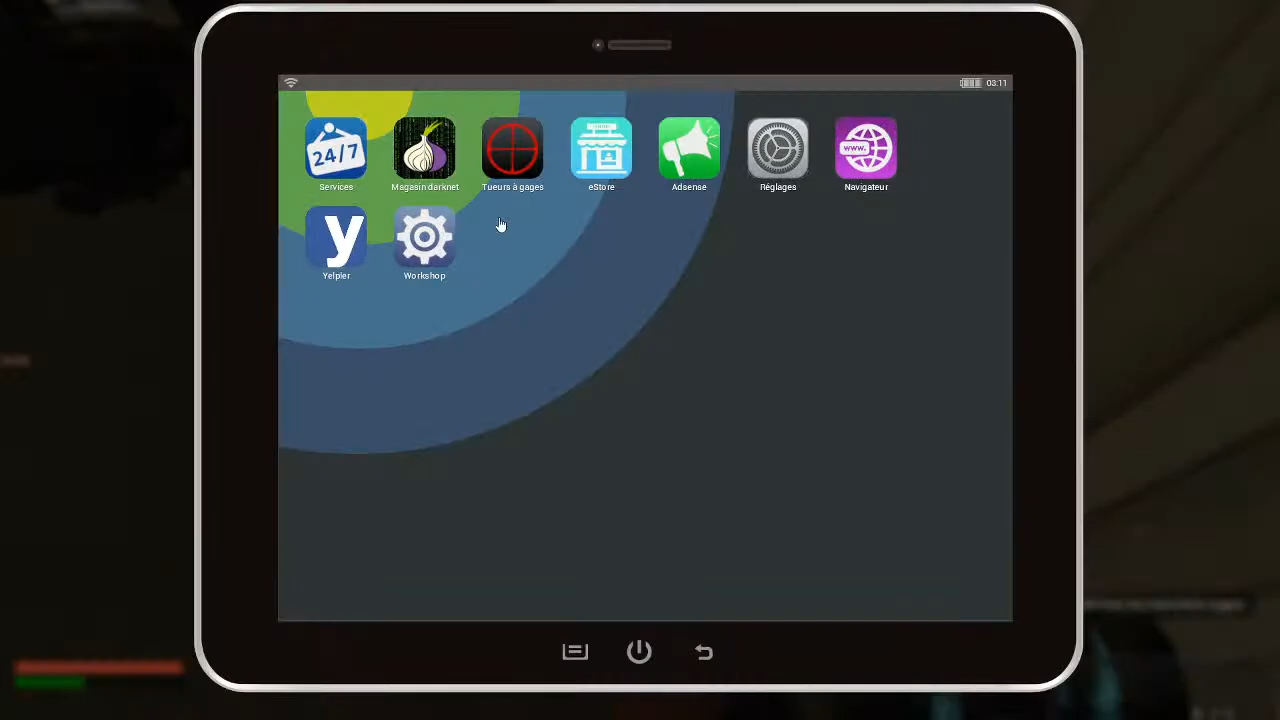 03:11
24/7
www.
Services
Magasin darknet
Tueurs à gages
eStore
Adsense
Réglages
Navigateur
y
Yelpler
Workshop